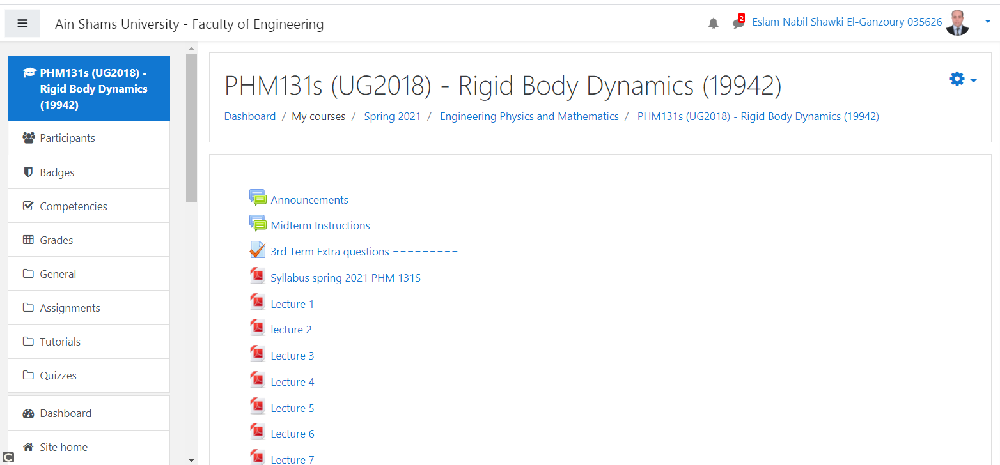 Ain Shams University - Faculty of Engineering
2
Eslam Nabil Shawki El-Ganzoury 035626
PHM131s (UG2018) -
Rigid Body Dynamics
(19942)
Participants
Badges
Competencies
Grades
General
Assignments
Tutorials
Quizzes
Dashboard
Site home
C
PHM131s (UG2018) - Rigid Body Dynamics (19942)
Dashboard / My courses / Spring 2021 / Engineering Physics and Mathematics / PHM131s (UG2018) - Rigid Body Dynamics (19942)
Announcements
Midterm Instructions
3rd Term Extra questions =========
Syllabus spring 2021 PHM 131S
Lecture 1
lecture 2
Lecture 3
Lecture 4
Lecture 5
Lecture 6
Lecture 7